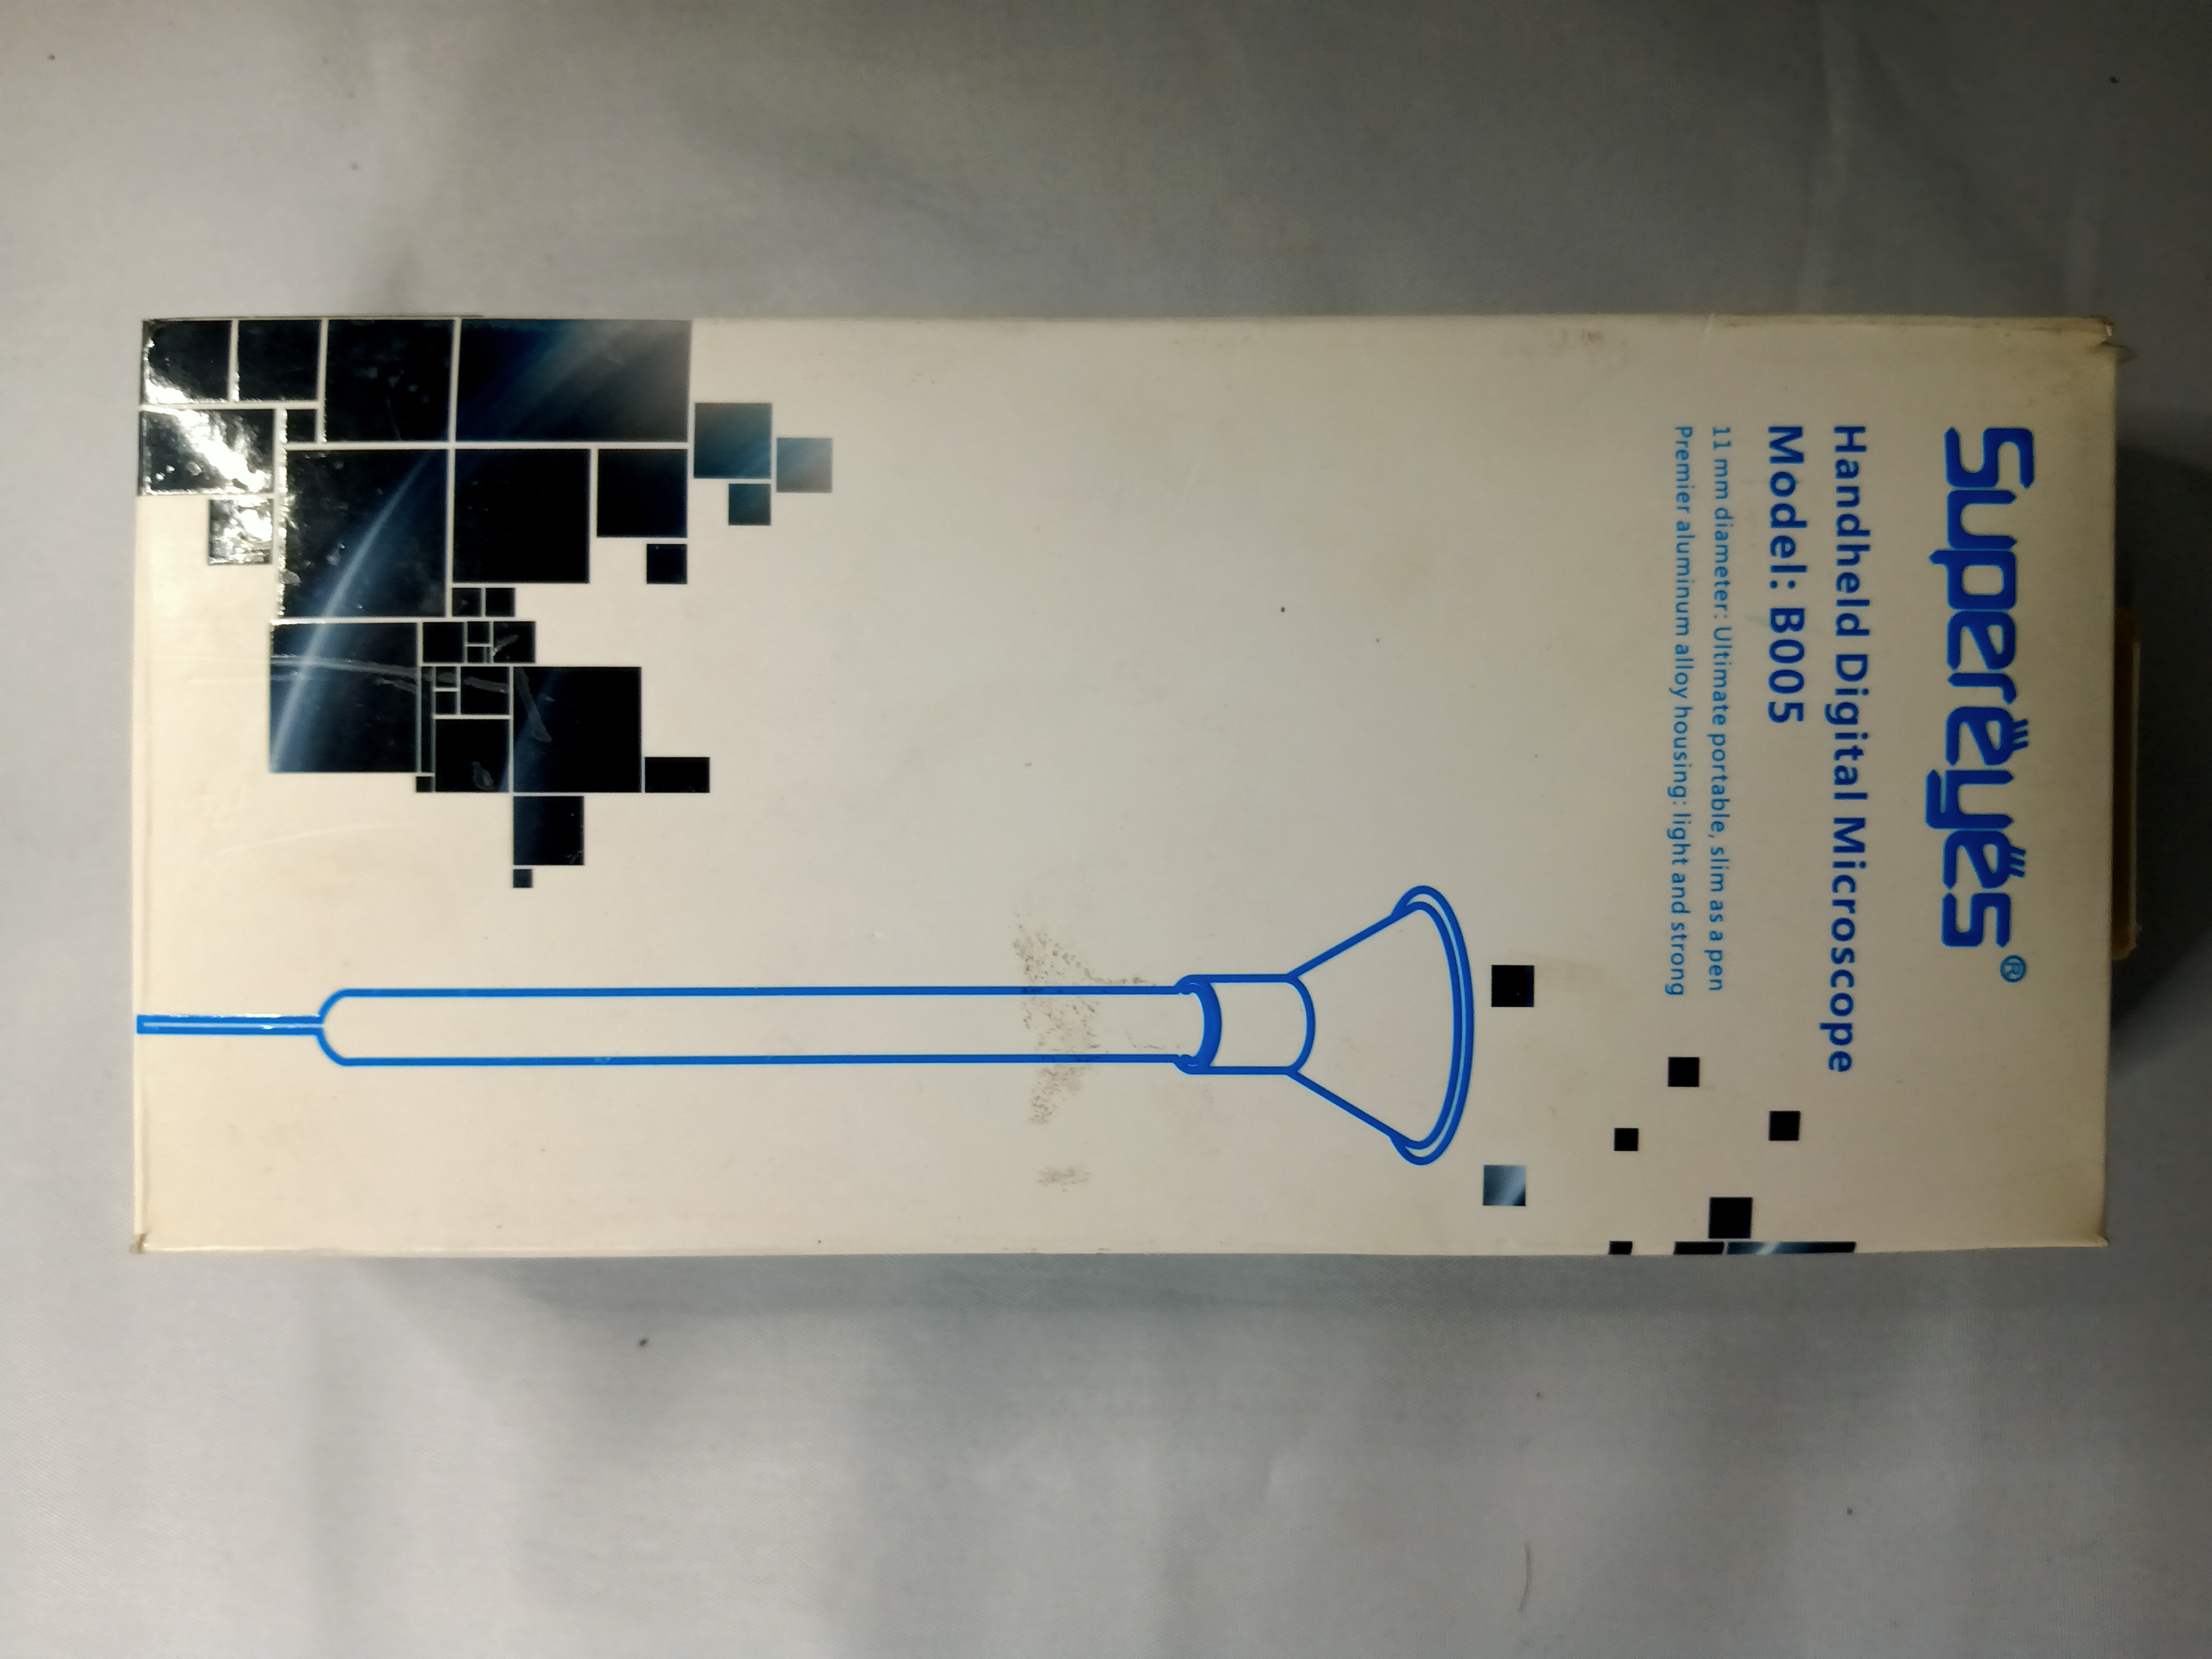 Supereyes®
Handheld Digital Microscope
Model: B005
11 mm diameter: Ultimate portable, slim as a pen
Premier aluminum alloy housing: light and strong